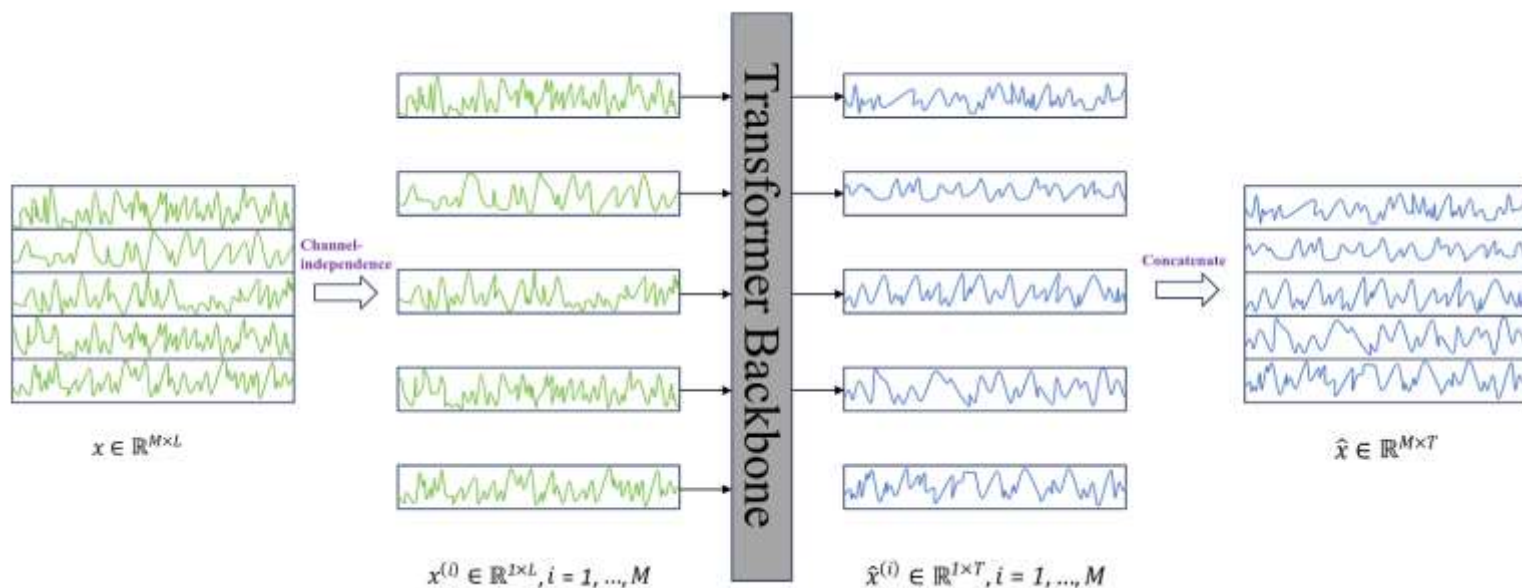 Channel-
independence
Transformer Backbone
Concatenate
x ∈ ℝ^{M×L}
x^{(i)} ∈ ℝ^{1×L}, i = 1, ..., M
x̂^{(i)} ∈ ℝ^{1×T}, i = 1, ..., M
x̂ ∈ ℝ^{M×T}